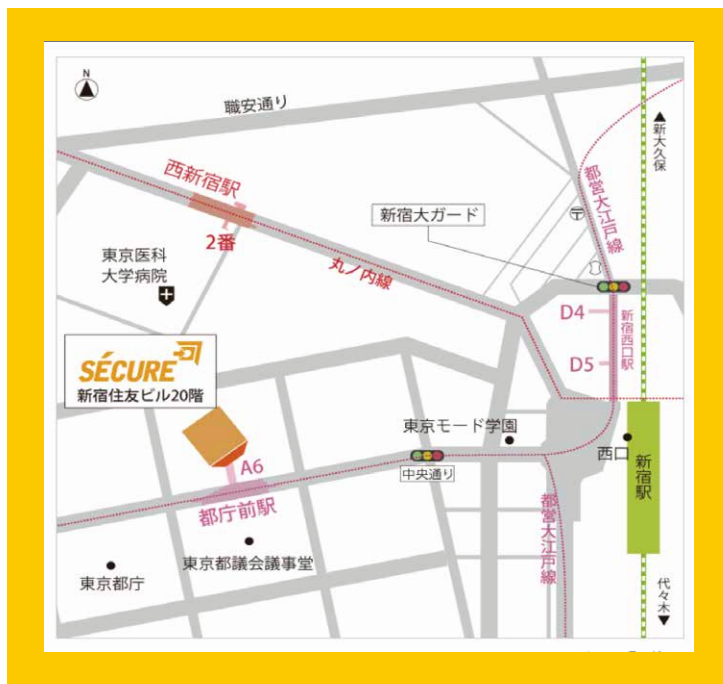 N
職安通り
▲新大久保
西新宿駅
都営大江戸線
新宿大ガード
2番
丸ノ内線
東京医科
大学病院
D4
新宿西口駅
SÉCURE
新宿住友ビル20階
D5
東京モード学園
西口
新宿駅
A6
中央通り
都庁前駅
都営大江戸線
東京都議会議事堂
東京都庁
代々木▼